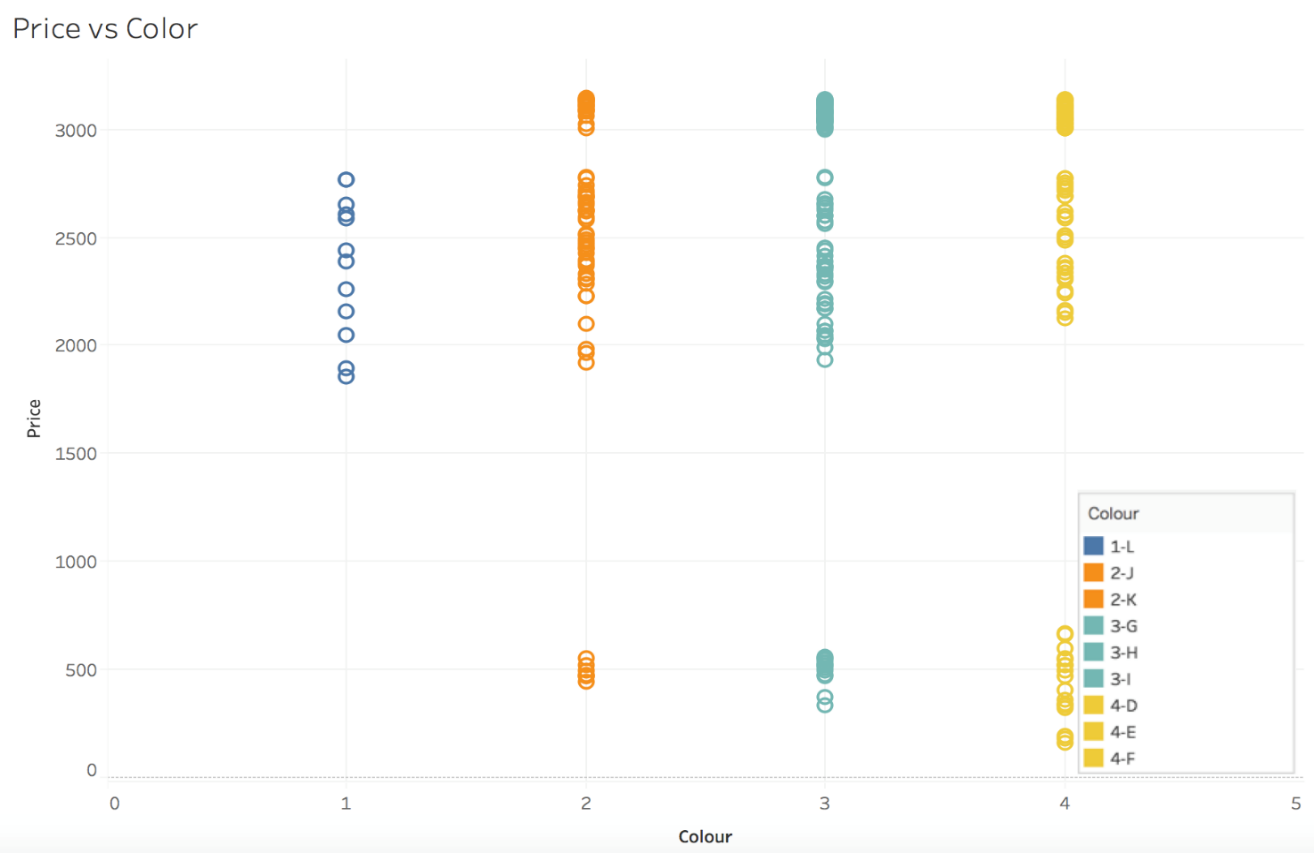 Price vs Color
3000
2500
2000
1500
1000
500
0
Price
0 1 2 3 4 5
Colour
Colour
1-L
2-J
2-K
3-G
3-H
3-I
4-D
4-E
4-F